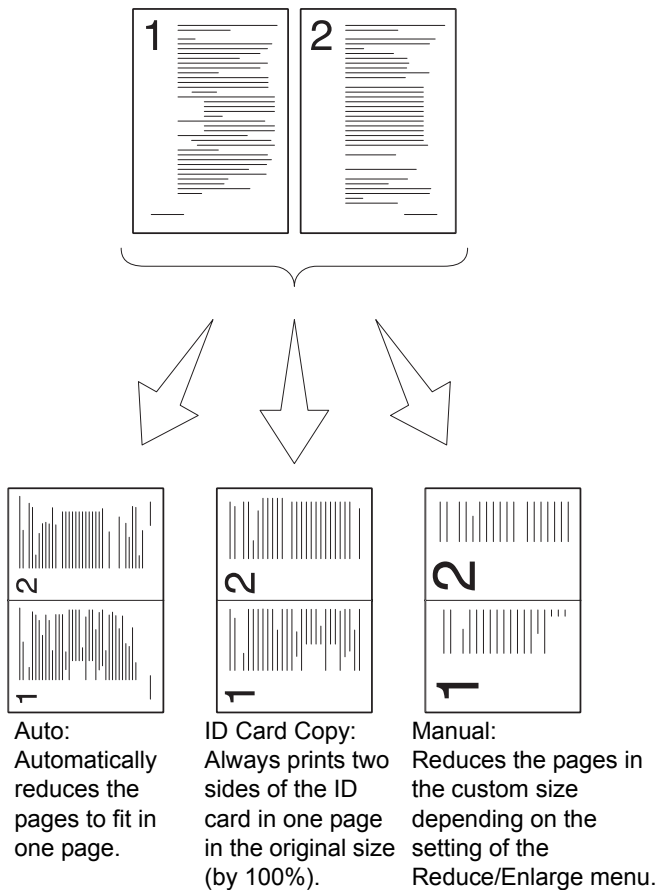 1
2
2
1
2
1
2
1
Auto:
Automatically
reduces the
pages to fit in
one page.
ID Card Copy:
Always prints two
sides of the ID
card in one page
in the original size
(by 100%).
Manual:
Reduces the pages in
the custom size
depending on the
setting of the
Reduce/Enlarge menu.